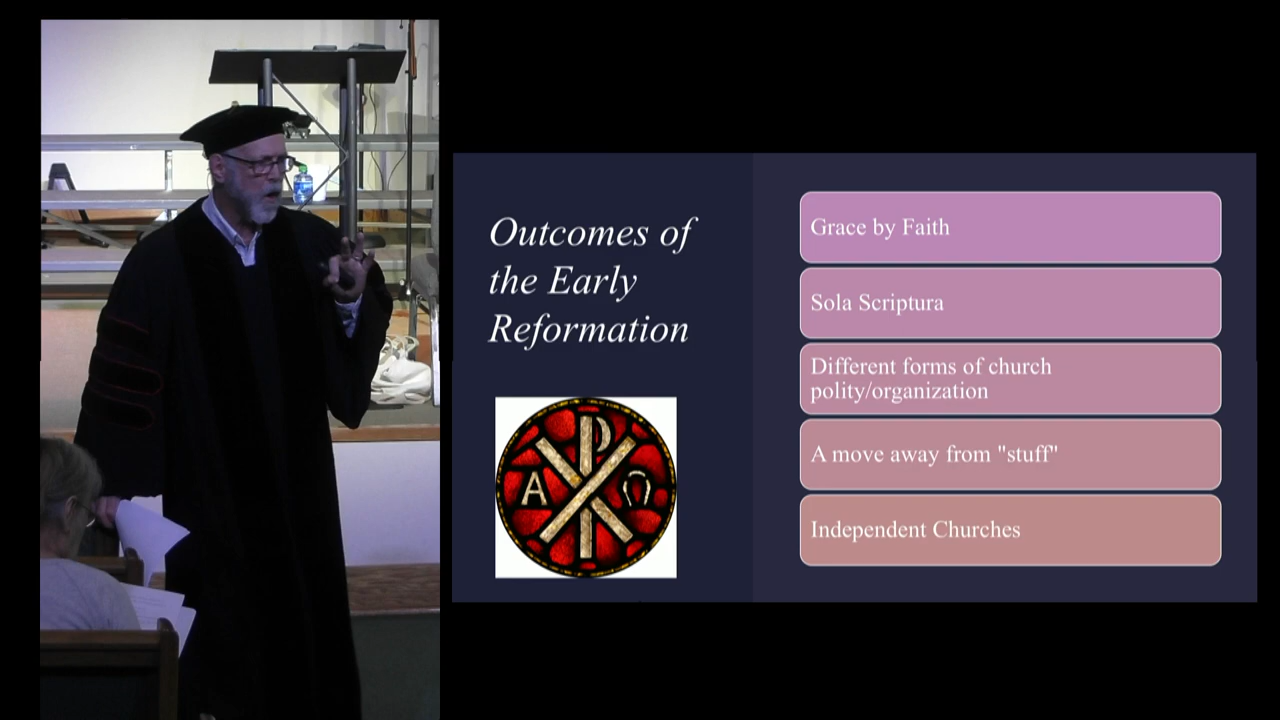 Outcomes of
the Early
Reformation
Α
Ω
Grace by Faith
Sola Scriptura
Different forms of church
polity/organization
A move away from "stuff"
Independent Churches